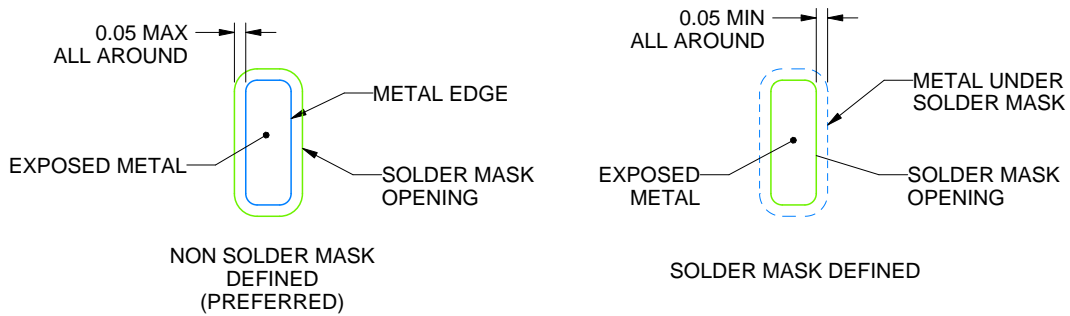 0.05 MAX
ALL AROUND
METAL EDGE
EXPOSED METAL
SOLDER MASK
OPENING
NON SOLDER MASK
DEFINED
(PREFERRED)
0.05 MIN
ALL AROUND
METAL UNDER
SOLDER MASK
EXPOSED
METAL
SOLDER MASK
OPENING
SOLDER MASK DEFINED